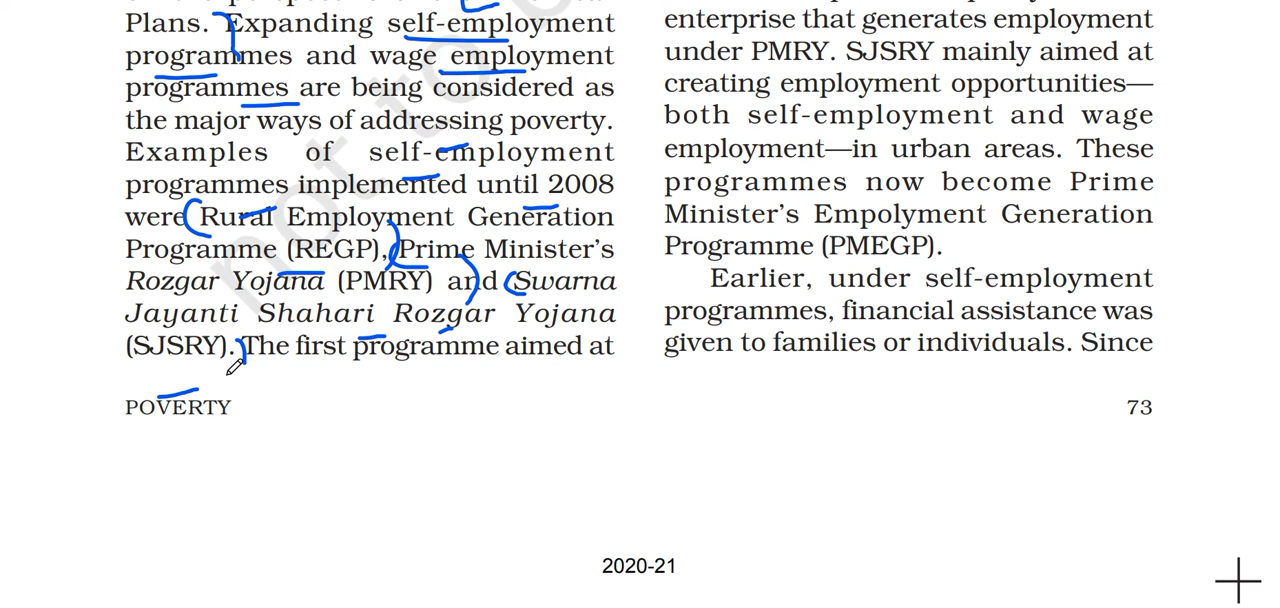 Plans. Expanding self-employment
programmes and wage employment
programmes are being considered as
the major ways of addressing poverty.
Examples of self-employment
programmes implemented until 2008
were Rural Employment Generation
Programme (REGP), Prime Minister's
Rozgar Yojana (PMRY) and Swarna
Jayanti Shahari Rozgar Yojana
(SJSRY). The first programme aimed at
enterprise that generates employment
under PMRY. SJSRY mainly aimed at
creating employment opportunities—
both self-employment and wage
employment—in urban areas. These
programmes now become Prime
Minister's Empolyment Generation
Programme (PMEGP).
Earlier, under self-employment
programmes, financial assistance was
given to families or individuals. Since
POVERTY
73
2020-21
not to b